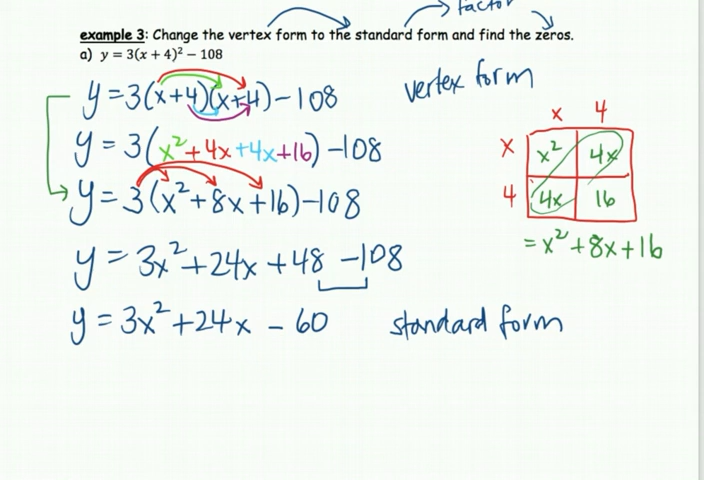 factor
example 3: Change the vertex form to the standard form and find the zeros.
a) y = 3(x + 4)² – 108
y = 3(x+4)(x+4) – 108
vertex form
y = 3(x²+4x+4x+16) – 108
y = 3(x²+8x+16) – 108
y = 3x²+24x+48 – 108
y = 3x²+24x – 60
standard form
x 4
x x² 4x
4 4x 16
= x²+8x+16